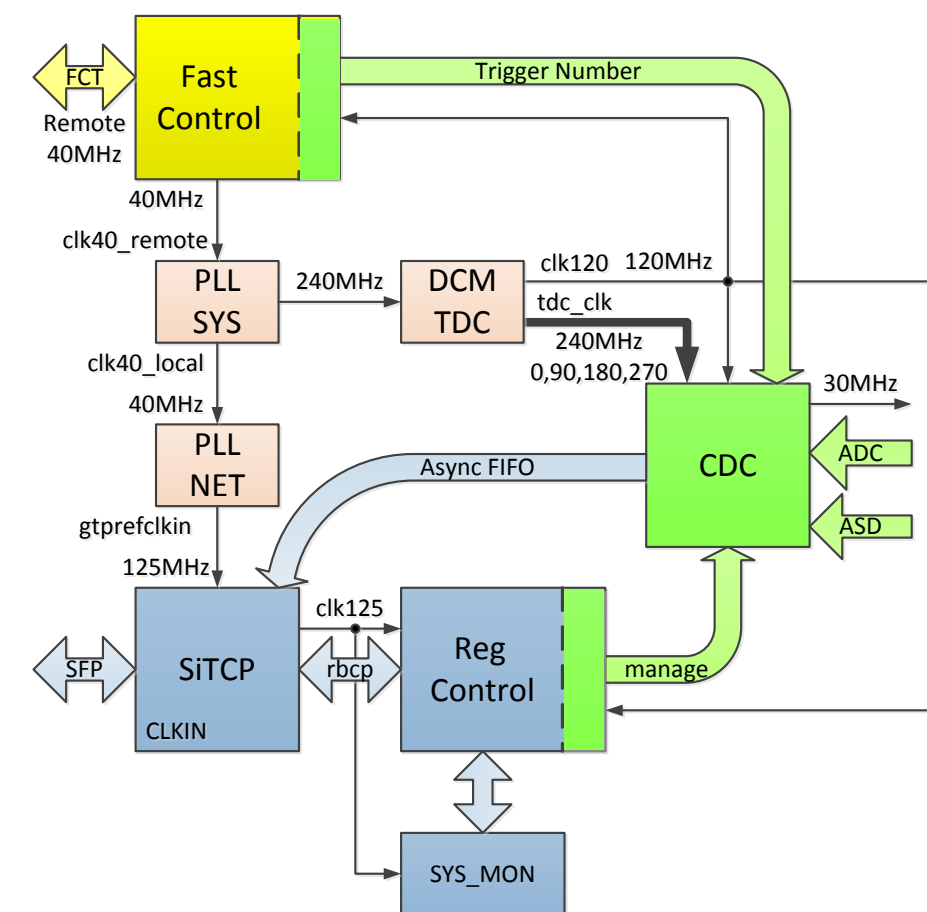 FCT
Remote
40MHz
Fast
Control
Trigger Number
40MHz
clk40_remote
PLL
SYS
240MHz
DCM
TDC
clk120
120MHz
tdc_clk
240MHz
0,90,180,270
clk40_local
40MHz
PLL
NET
Async FIFO
CDC
30MHz
ADC
ASD
gtprefclkin
125MHz
SFP
SiTCP
CLKIN
clk125
rbcp
Reg
Control
manage
SYS_MON